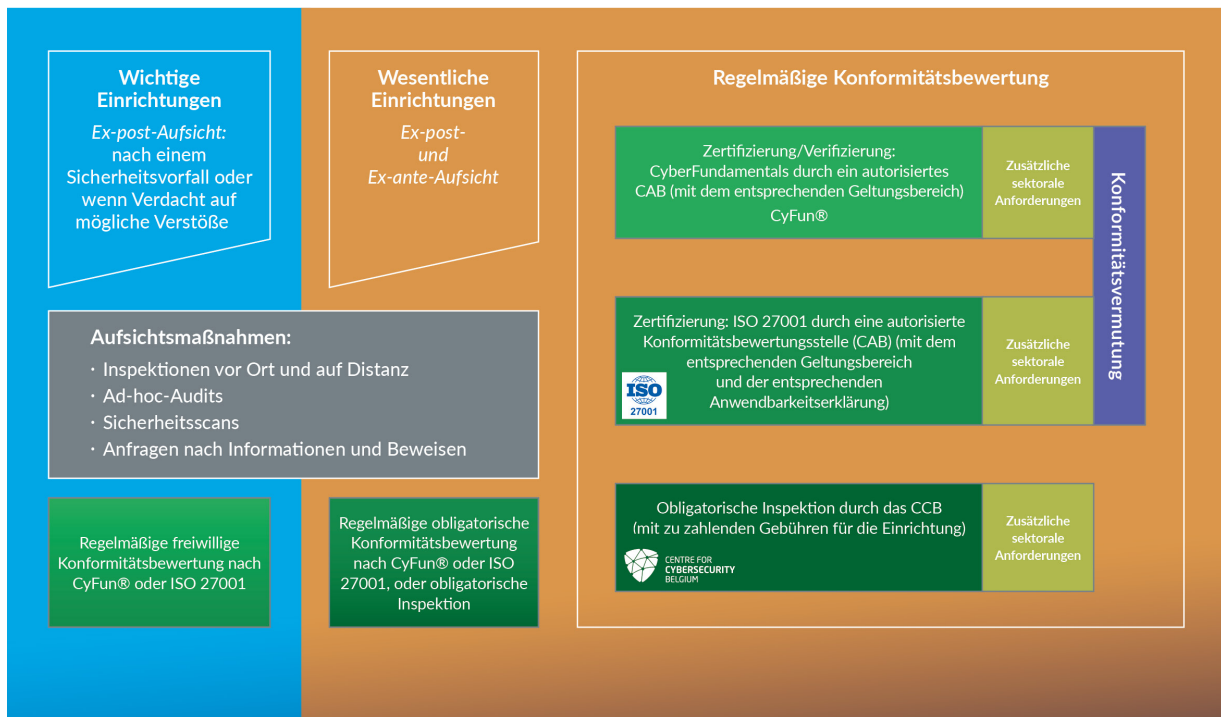 Wichtige
Einrichtungen
Ex-post-Aufsicht:
nach einem
Sicherheitsvorfall oder
wenn Verdacht auf
mögliche Verstöße
Wesentliche
Einrichtungen
Ex-post-
und
Ex-ante-Aufsicht
Aufsichtsmaßnahmen:
· Inspektionen vor Ort und auf Distanz
· Ad-hoc-Audits
· Sicherheitsscans
· Anfragen nach Informationen und Beweisen
Regelmäßige freiwillige
Konformitätsbewertung nach
CyFun® oder ISO 27001
Regelmäßige obligatorische
Konformitätsbewertung
nach CyFun® oder ISO
27001, oder obligatorische
Inspektion
Regelmäßige Konformitätsbewertung
Zertifizierung/Verifizierung:
CyberFundamentals durch ein autorisiertes
CAB (mit dem entsprechenden Geltungsbereich)
CyFun®
Zusätzliche
sektorale
Anforderungen
Zertifizierung: ISO 27001 durch eine autorisierte
Konformitätsbewertungsstelle (CAB) (mit dem
entsprechenden Geltungsbereich
und der entsprechenden
Anwendbarkeitserklärung)
ISO
27001
Zusätzliche
sektorale
Anforderungen
Konformitätsvermutung
Obligatorische Inspektion durch das CCB
(mit zu zahlenden Gebühren für die Einrichtung)
CENTRE FOR
CYBERSECURITY
BELGIUM
Zusätzliche
sektorale
Anforderungen